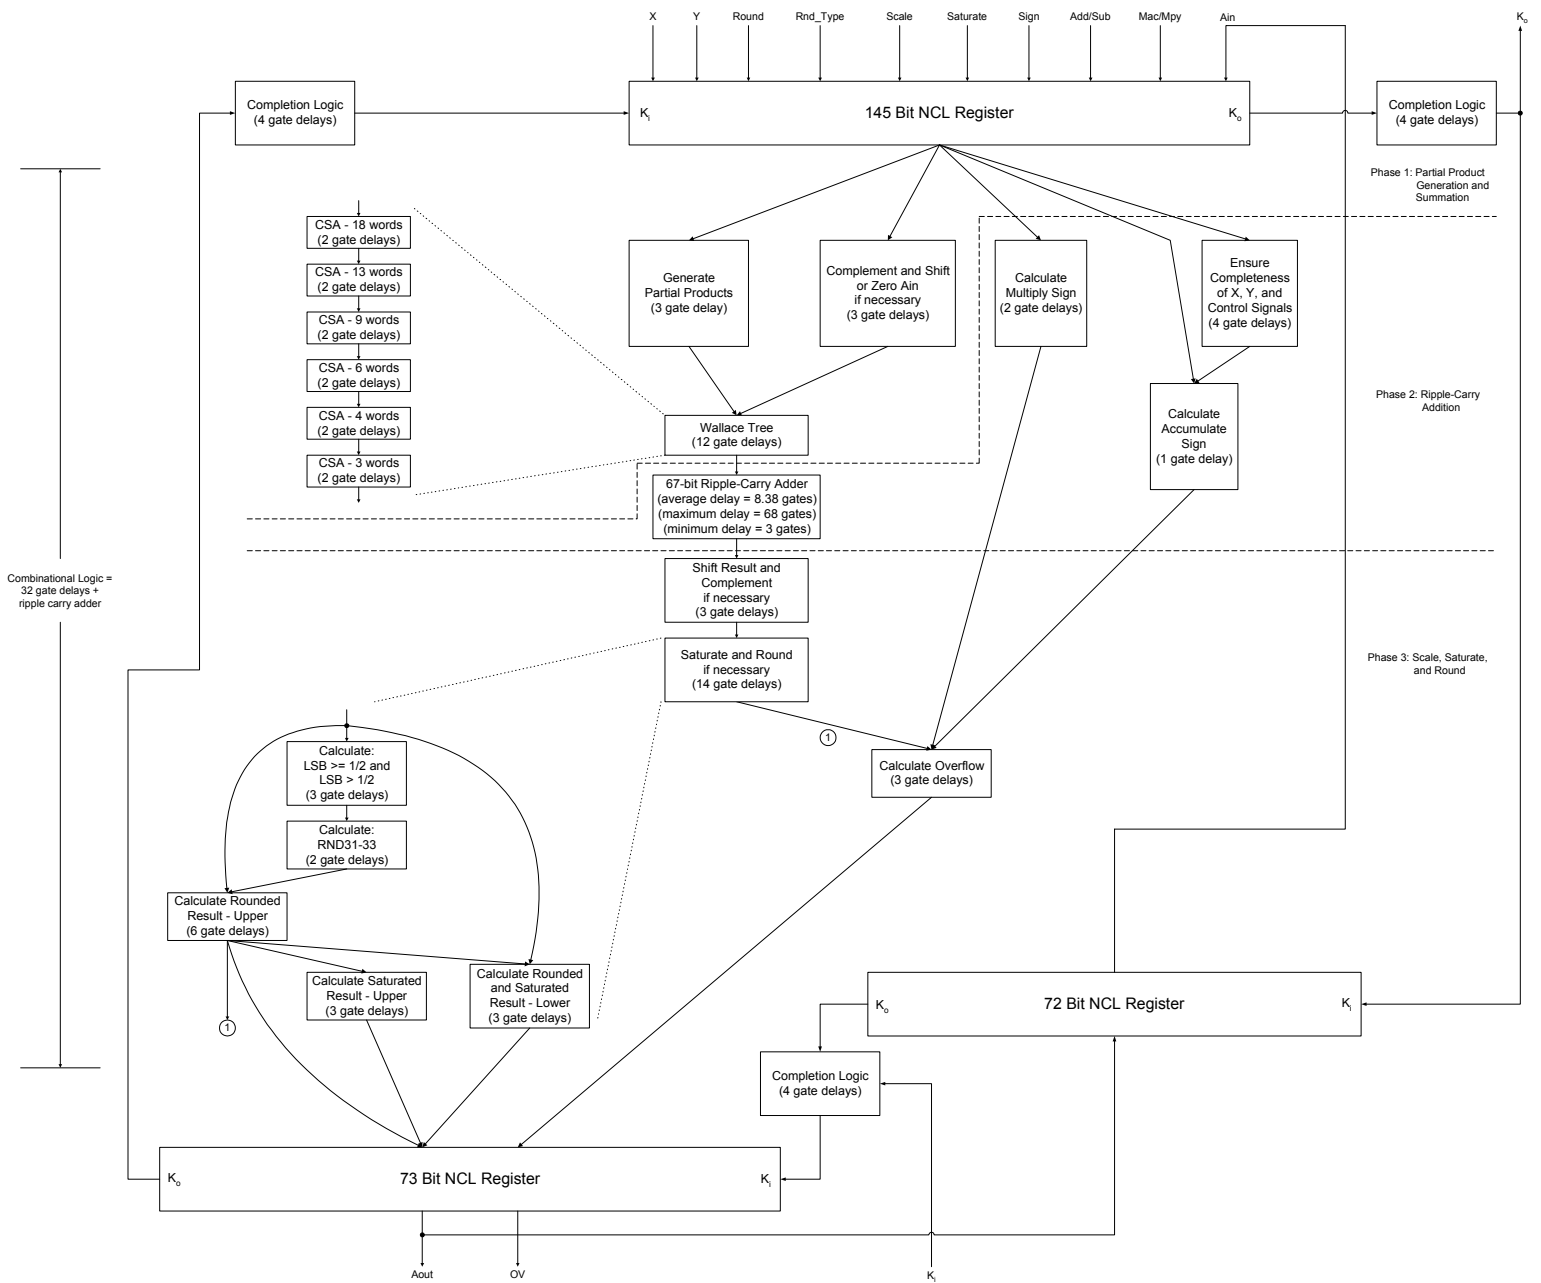 X
Y
Round
Rnd_Type
Scale
Saturate
Sign
Add/Sub
Mac/Mpy
Ain
Ko
Completion Logic
(4 gate delays)
Ki
145 Bit NCL Register
Ko
Completion Logic
(4 gate delays)
Phase 1: Partial Product
Generation and
Summation
CSA - 18 words
(2 gate delays)
CSA - 13 words
(2 gate delays)
CSA - 9 words
(2 gate delays)
CSA - 6 words
(2 gate delays)
CSA - 4 words
(2 gate delays)
CSA - 3 words
(2 gate delays)
Generate
Partial Products
(3 gate delay)
Complement and Shift
or Zero Ain
if necessary
(3 gate delays)
Calculate
Multiply Sign
(2 gate delays)
Ensure
Completeness
of X, Y, and
Control Signals
(4 gate delays)
Phase 2: Ripple-Carry
Addition
Calculate
Accumulate
Sign
(1 gate delay)
Wallace Tree
(12 gate delays)
67-bit Ripple-Carry Adder
(average delay = 8.38 gates)
(maximum delay = 68 gates)
(minimum delay = 3 gates)
Combinational Logic =
32 gate delays +
ripple carry adder
Shift Result and
Complement
if necessary
(3 gate delays)
Saturate and Round
if necessary
(14 gate delays)
Phase 3: Scale, Saturate,
and Round
1
Calculate Overflow
(3 gate delays)
Calculate:
LSB >= 1/2 and
LSB > 1/2
(3 gate delays)
Calculate:
RND31-33
(2 gate delays)
Calculate Rounded
Result - Upper
(6 gate delays)
Calculate Saturated
Result - Upper
(3 gate delays)
Calculate Rounded
and Saturated
Result - Lower
(3 gate delays)
1
Ko
72 Bit NCL Register
Ki
Completion Logic
(4 gate delays)
Ko
73 Bit NCL Register
Ki
Aout
OV
Ki